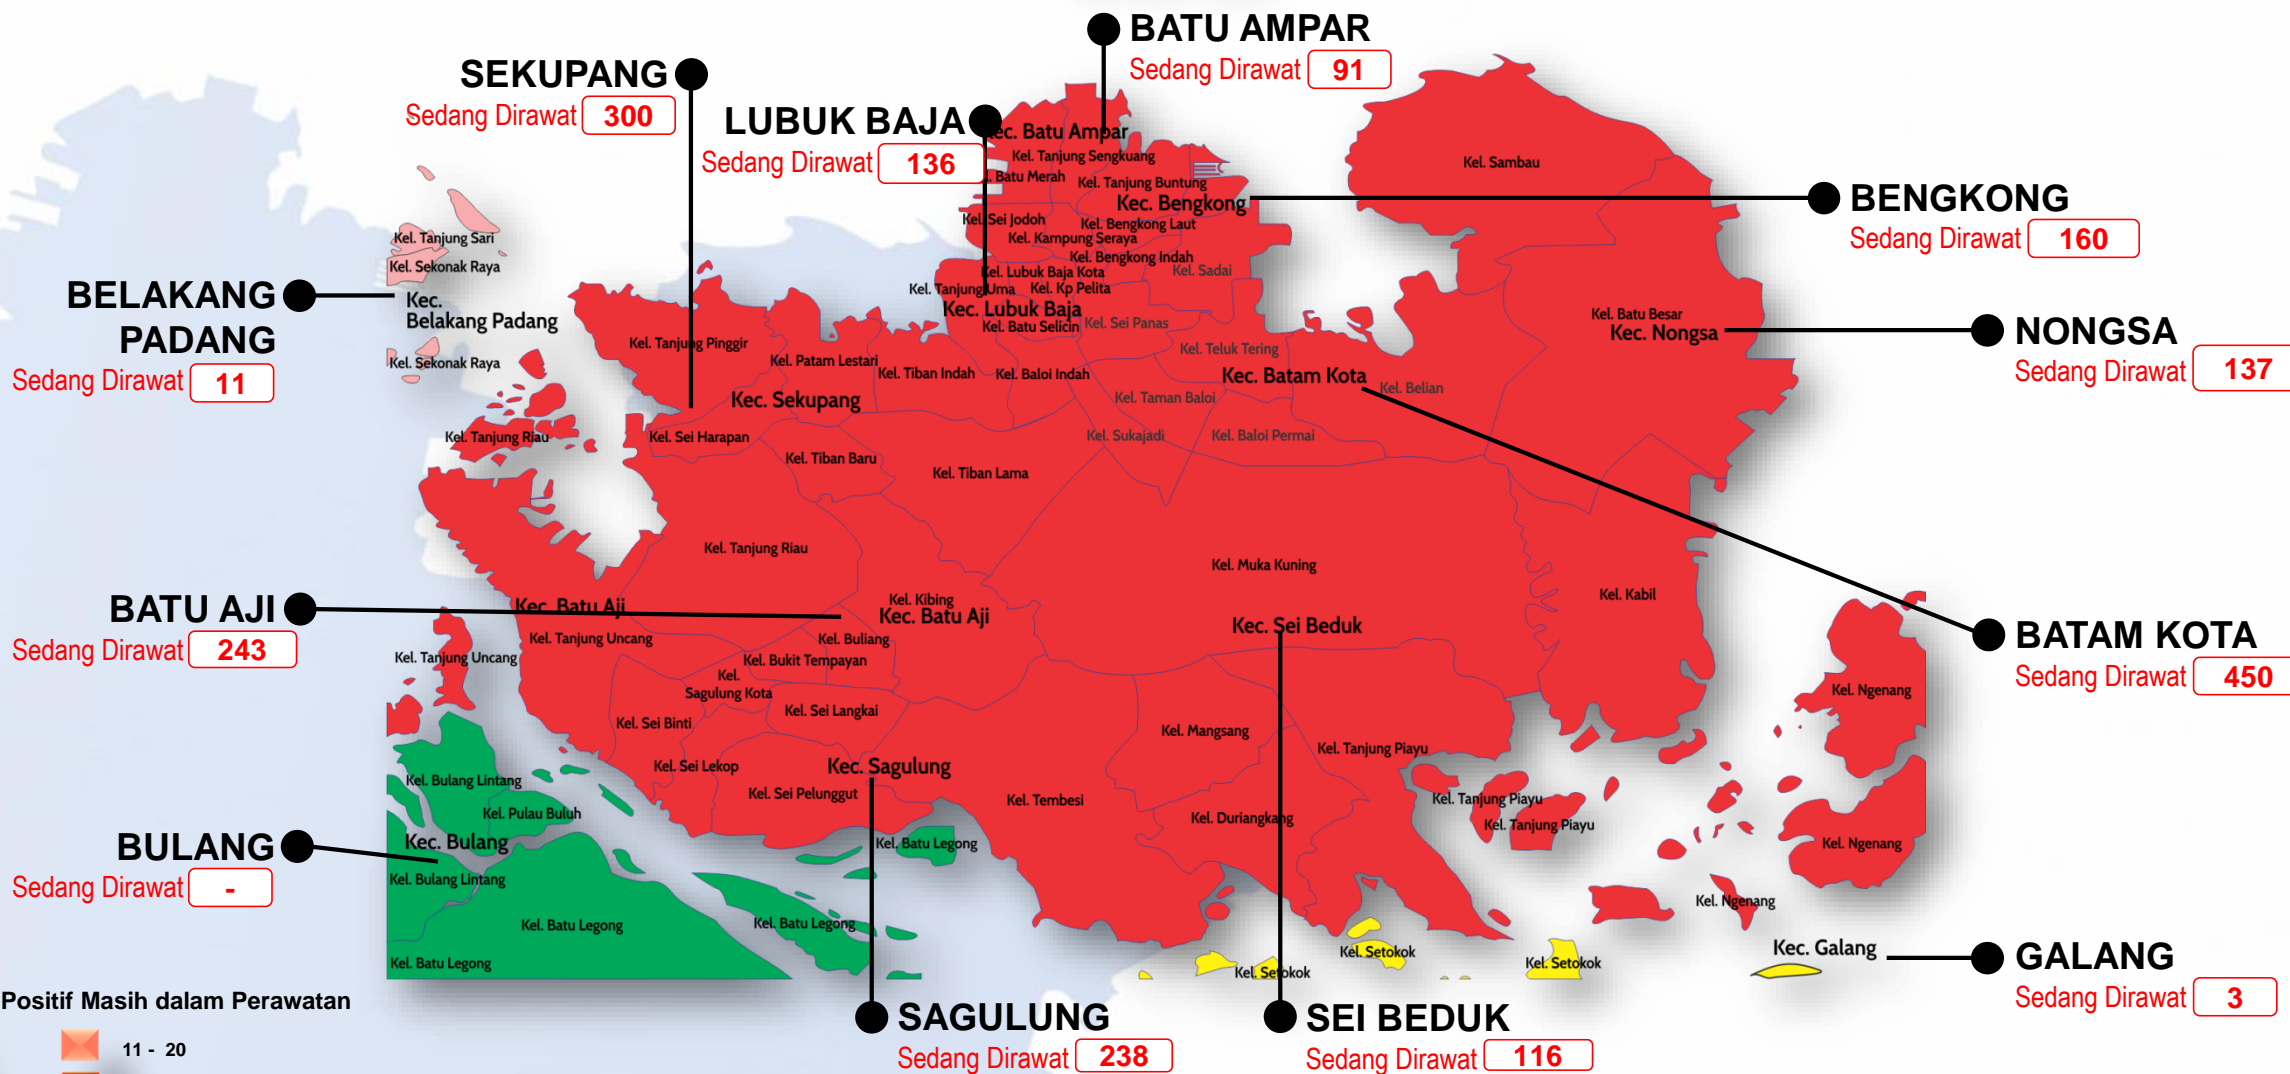 BATU AMPAR
Sedang Dirawat 91
SEKUPANG
Sedang Dirawat 300
LUBUK BAJA
Sedang Dirawat 136
BENGKONG
Sedang Dirawat 160
BELAKANG
PADANG
Sedang Dirawat 11
NONGSA
Sedang Dirawat 137
BATU AJI
Sedang Dirawat 243
BATAM KOTA
Sedang Dirawat 450
BULANG
Sedang Dirawat -
GALANG
Sedang Dirawat 3
SAGULUNG
Sedang Dirawat 238
SEI BEDUK
Sedang Dirawat 116
Kec. Batu Ampar
Kel. Tanjung Sengkuang
Batu Merah
Kel. Tanjung Buntung
Kec. Bengkong
Kel. Sei Jodoh
Kel. Bengkong Laut
Kel. Kampung Seraya
Kel. Bengkong Indah
Kel. Sadai
Kel. Lubuk Baja Kota
Kel. Tanjung Uma
Kel. Kp Pelita
Kec. Lubuk Baja
Kel. Batu Selicin
Kel. Sei Panas
Kel. Teluk Tering
Kel. Baloi Indah
Kec. Batam Kota
Kel. Belian
Kel. Taman Baloi
Kel. Sukajadi
Kel. Baloi Permai
Kel. Sambau
Kel. Batu Besar
Kec. Nongsa
Kel. Kabil
Kel. Ngenang
Kel. Ngenang
Kel. Ngenang
Kel. Tanjung Sari
Kel. Sekonak Raya
Kec.
Belakang Padang
Kel. Sekonak Raya
Kel. Tanjung Riau
Kel. Tanjung Pinggir
Kel. Patam Lestari
Kel. Tiban Indah
Kec. Sekupang
Kel. Sei Harapan
Kel. Tiban Baru
Kel. Tiban Lama
Kel. Tanjung Riau
Kec. Batu Aji
Kel. Tanjung Uncang
Kel. Tanjung Uncang
Kel. Kibing
Kec. Batu Aji
Kel. Buliang
Kel. Bukit Tempayan
Kel.
Sagulung Kota
Kel. Sei Langkai
Kel. Sei Binti
Kel. Sei Lekop
Kec. Sagulung
Kel. Sei Pelunggut
Kel. Tembesi
Kel. Muka Kuning
Kec. Sei Beduk
Kel. Mangsang
Kel. Tanjung Piayu
Kel. Duriangkang
Kel. Tanjung Piayu
Kel. Tanjung Piayu
Kel. Bulang Lintang
Kel. Pulau Buluh
Kec. Bulang
Kel. Bulang Lintang
Kel. Batu Legong
Kel. Batu Legong
Kel. Batu Legong
Kel. Batu Legong
Kel. Setokok
Kel. Setokok
Kel. Setokok
Kec. Galang
Positif Masih dalam Perawatan
11 - 20